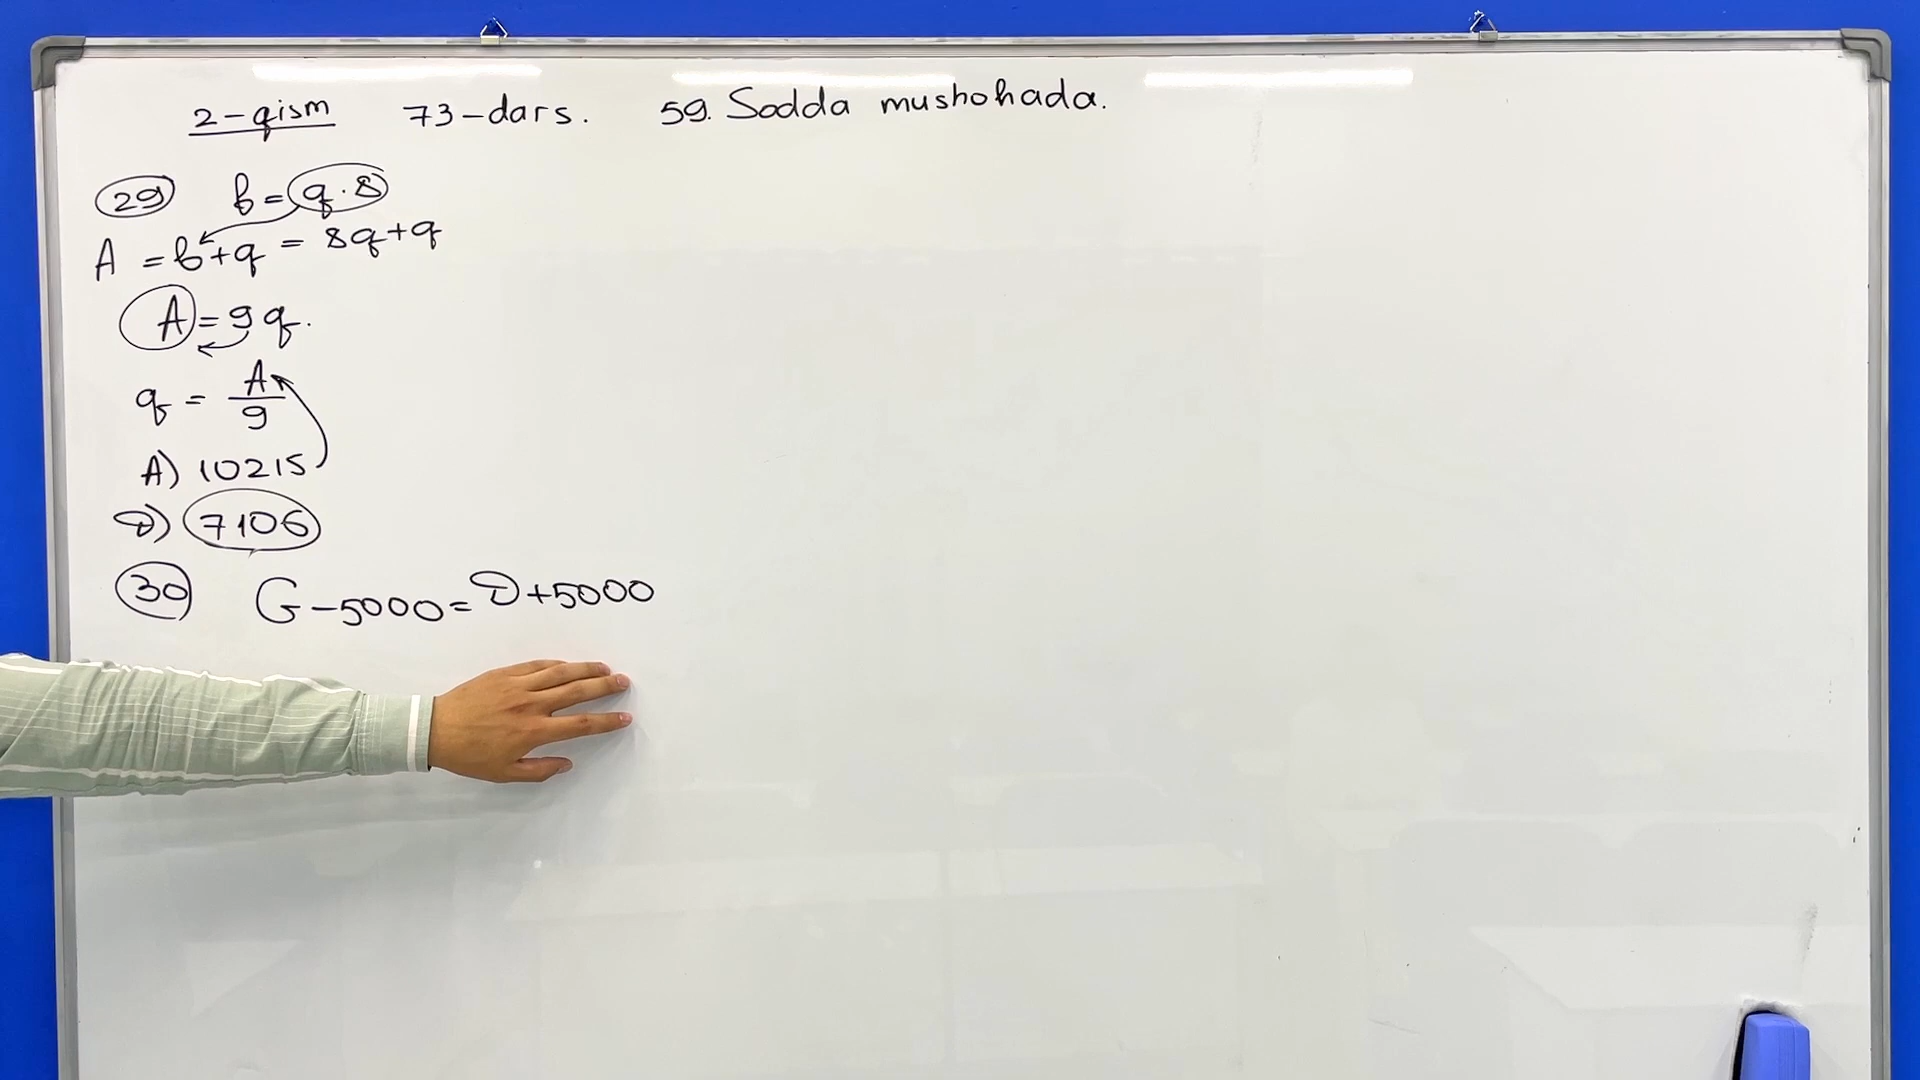 2-qism 73-dars. 59. Sodda mushohada.
29 b = q·8
A = b+q = 8q+q
A = 9q.
q = A/9
A) 10215
D) 7106
30 G-5000=D+5000